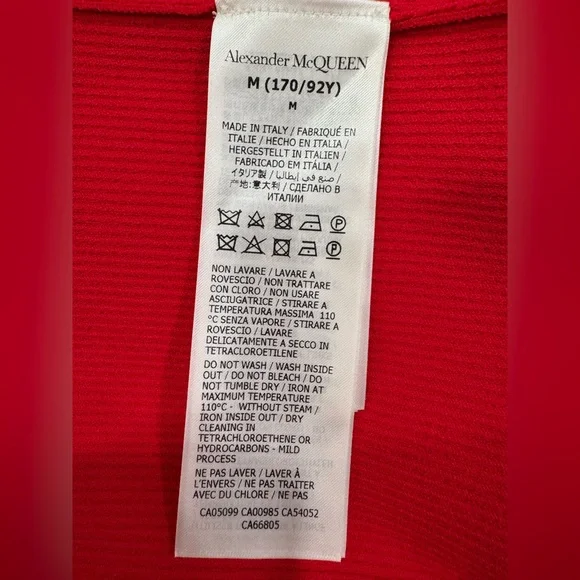 Alexander McQUEEN
M (170/92Y)
M
MADE IN ITALY / FABRIQUÉ EN
ITALIE / HECHO EN ITALIA /
HERGESTELLT IN ITALIEN /
FABRICADO EM ITÁLIA /
イタリア製 / صنع في إيطاليا /
产地:意大利 / СДЕЛАНО В
ИТАЛИИ
P
P
NON LAVARE / LAVARE A
ROVESCIO / NON TRATTARE
CON CLORO / NON USARE
ASCIUGATRICE / STIRARE A
TEMPERATURA MASSIMA 110
°C SENZA VAPORE / STIRARE A
ROVESCIO / LAVARE
DELICATAMENTE A SECCO IN
TETRACLOROETILENE
DO NOT WASH / WASH INSIDE
OUT / DO NOT BLEACH / DO
NOT TUMBLE DRY / IRON AT
MAXIMUM TEMPERATURE
110°C - WITHOUT STEAM /
IRON INSIDE OUT / DRY
CLEANING IN
TETRACHLOROETHENE OR
HYDROCARBONS - MILD
PROCESS
NE PAS LAVER / LAVER À
L'ENVERS / NE PAS TRAITER
AVEC DU CHLORE / NE PAS
CA05099 CA00985 CA54052
CA66805